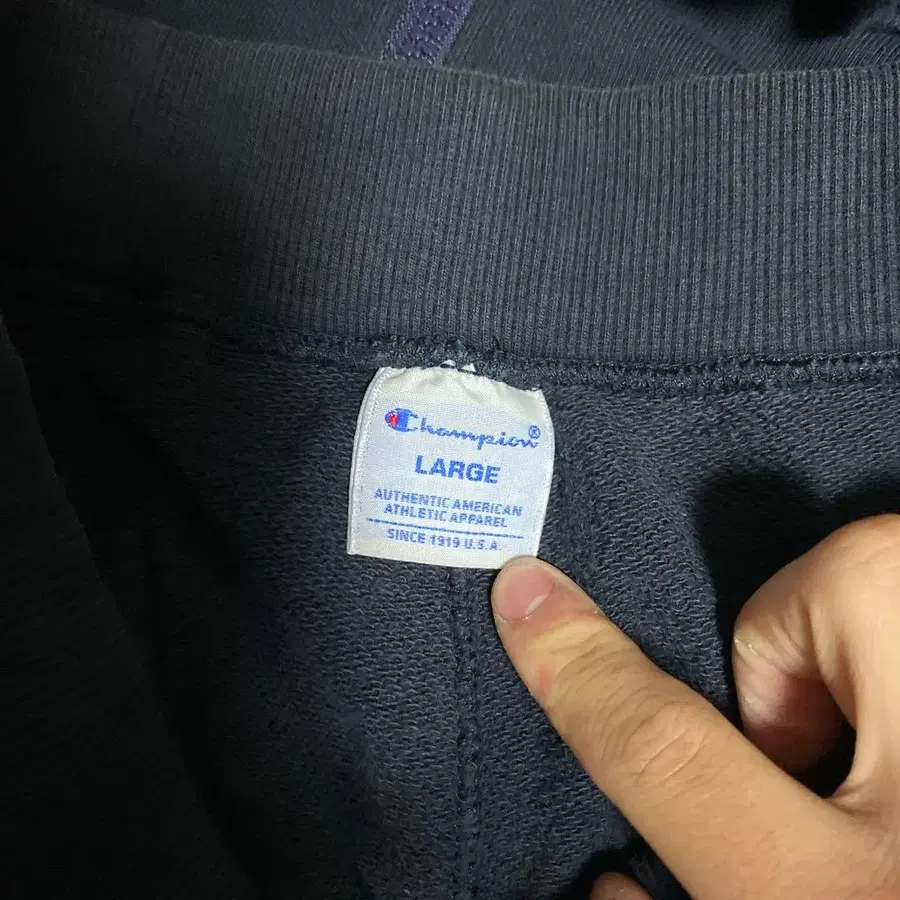 Champion®
LARGE
AUTHENTIC AMERICAN
ATHLETIC APPAREL
SINCE 1919 U.S.A.